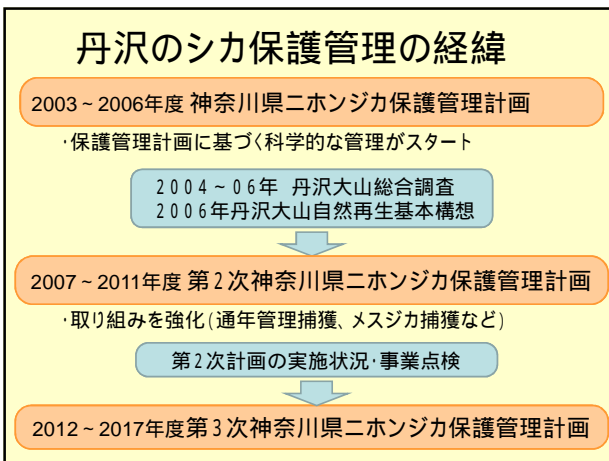 丹沢のシカ保護管理の経緯
2003～2006年度 神奈川県ニホンジカ保護管理計画
・保護管理計画に基づく科学的な管理がスタート
2004～06年 丹沢大山総合調査
2006年丹沢大山自然再生基本構想
2007～2011年度 第2次神奈川県ニホンジカ保護管理計画
・取り組みを強化(通年管理捕獲、メスジカ捕獲など)
第2次計画の実施状況・事業点検
2012～2017年度第3次神奈川県ニホンジカ保護管理計画